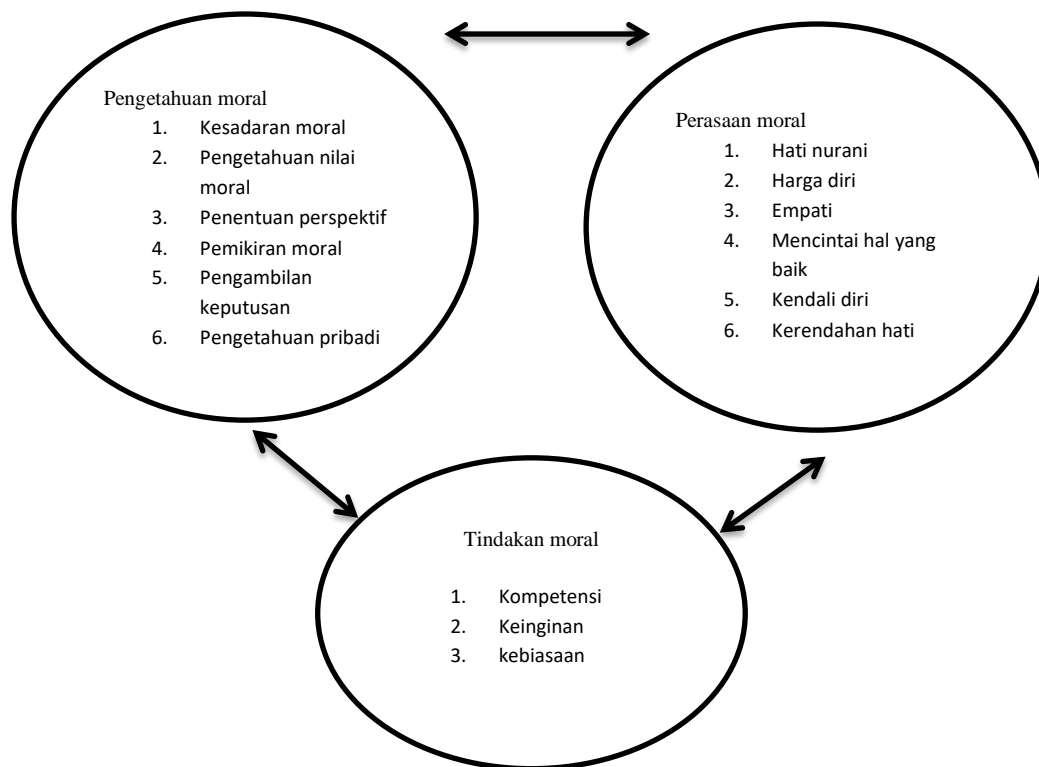 Pengetahuan moral
1. Kesadaran moral
2. Pengetahuan nilai
moral
3. Penentuan perspektif
4. Pemikiran moral
5. Pengambilan
keputusan
6. Pengetahuan pribadi
Perasaan moral
1. Hati nurani
2. Harga diri
3. Empati
4. Mencintai hal yang
baik
5. Kendali diri
6. Kerendahan hati
Tindakan moral
1. Kompetensi
2. Keinginan
3. kebiasaan